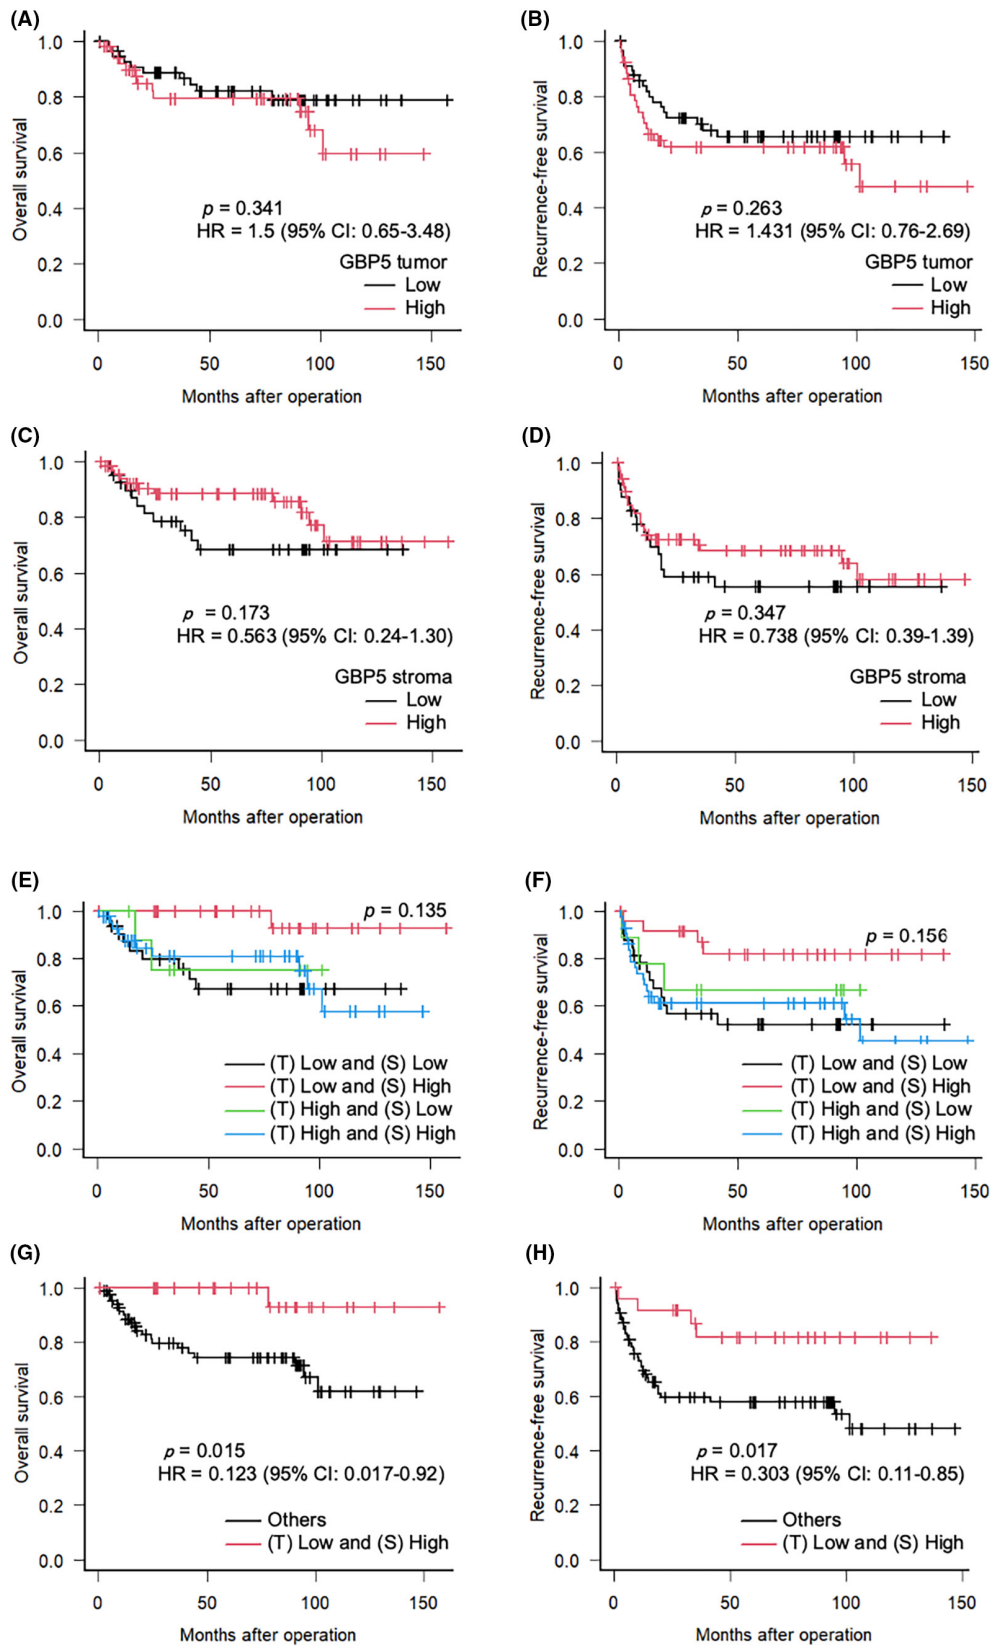 (A)
1.0
0.8
0.6
0.4
0.2
0.0
Overall survival
p = 0.341
HR = 1.5 (95% CI: 0.65-3.48)
GBP5 tumor
Low
High
0 50 100 150
Months after operation
(B)
1.0
0.8
0.6
0.4
0.2
0.0
Recurrence-free survival
p = 0.263
HR = 1.431 (95% CI: 0.76-2.69)
GBP5 tumor
Low
High
0 50 100 150
Months after operation
(C)
1.0
0.8
0.6
0.4
0.2
0.0
Overall survival
p = 0.173
HR = 0.563 (95% CI: 0.24-1.30)
GBP5 stroma
Low
High
0 50 100 150
Months after operation
(D)
1.0
0.8
0.6
0.4
0.2
0.0
Recurrence-free survival
p = 0.347
HR = 0.738 (95% CI: 0.39-1.39)
GBP5 stroma
Low
High
0 50 100 150
Months after operation
(E)
1.0
0.8
0.6
0.4
0.2
0.0
Overall survival
p = 0.135
(T) Low and (S) Low
(T) Low and (S) High
(T) High and (S) Low
(T) High and (S) High
0 50 100 150
Months after operation
(F)
1.0
0.8
0.6
0.4
0.2
0.0
Recurrence-free survival
p = 0.156
(T) Low and (S) Low
(T) Low and (S) High
(T) High and (S) Low
(T) High and (S) High
0 50 100 150
Months after operation
(G)
1.0
0.8
0.6
0.4
0.2
0.0
Overall survival
p = 0.015
HR = 0.123 (95% CI: 0.017-0.92)
Others
(T) Low and (S) High
0 50 100 150
Months after operation
(H)
1.0
0.8
0.6
0.4
0.2
0.0
Recurrence-free survival
p = 0.017
HR = 0.303 (95% CI: 0.11-0.85)
Others
(T) Low and (S) High
0 50 100 150
Months after operation